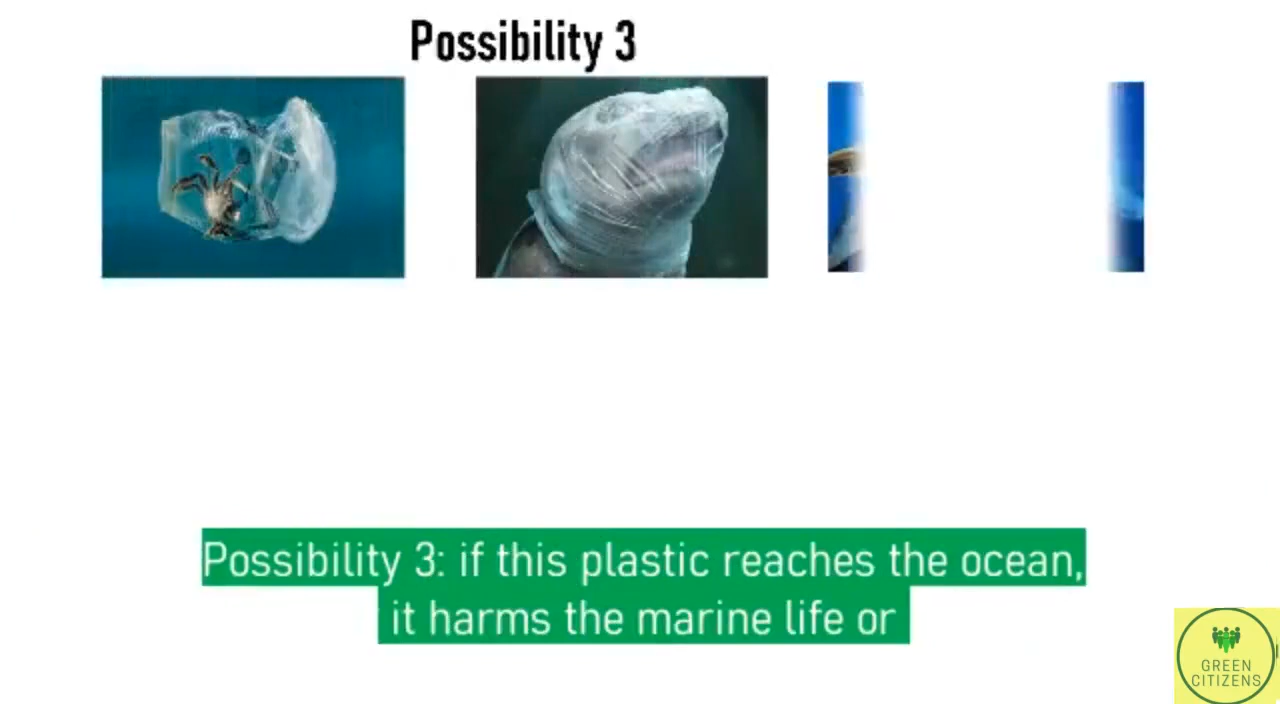 Possibility 3
Possibility 3: if this plastic reaches the ocean,
it harms the marine life or
GREEN
CITIZENS